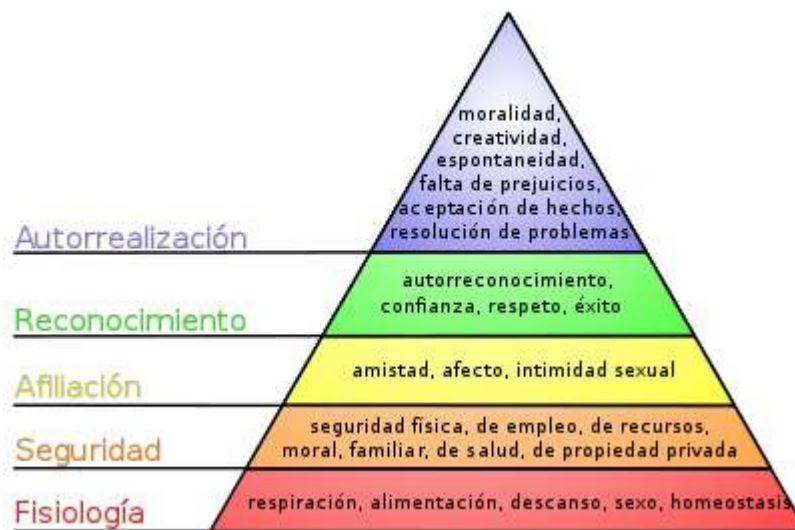 moralidad,
creatividad,
espontaneidad,
falta de prejuicios,
aceptación de hechos,
resolución de problemas
Autorrealización
autorreconocimiento,
confianza, respeto, éxito
Reconocimiento
amistad, afecto, intimidad sexual
Afiliación
seguridad física, de empleo, de recursos,
moral, familiar, de salud, de propiedad privada
Seguridad
respiración, alimentación, descanso, sexo, homeostasis
Fisiología